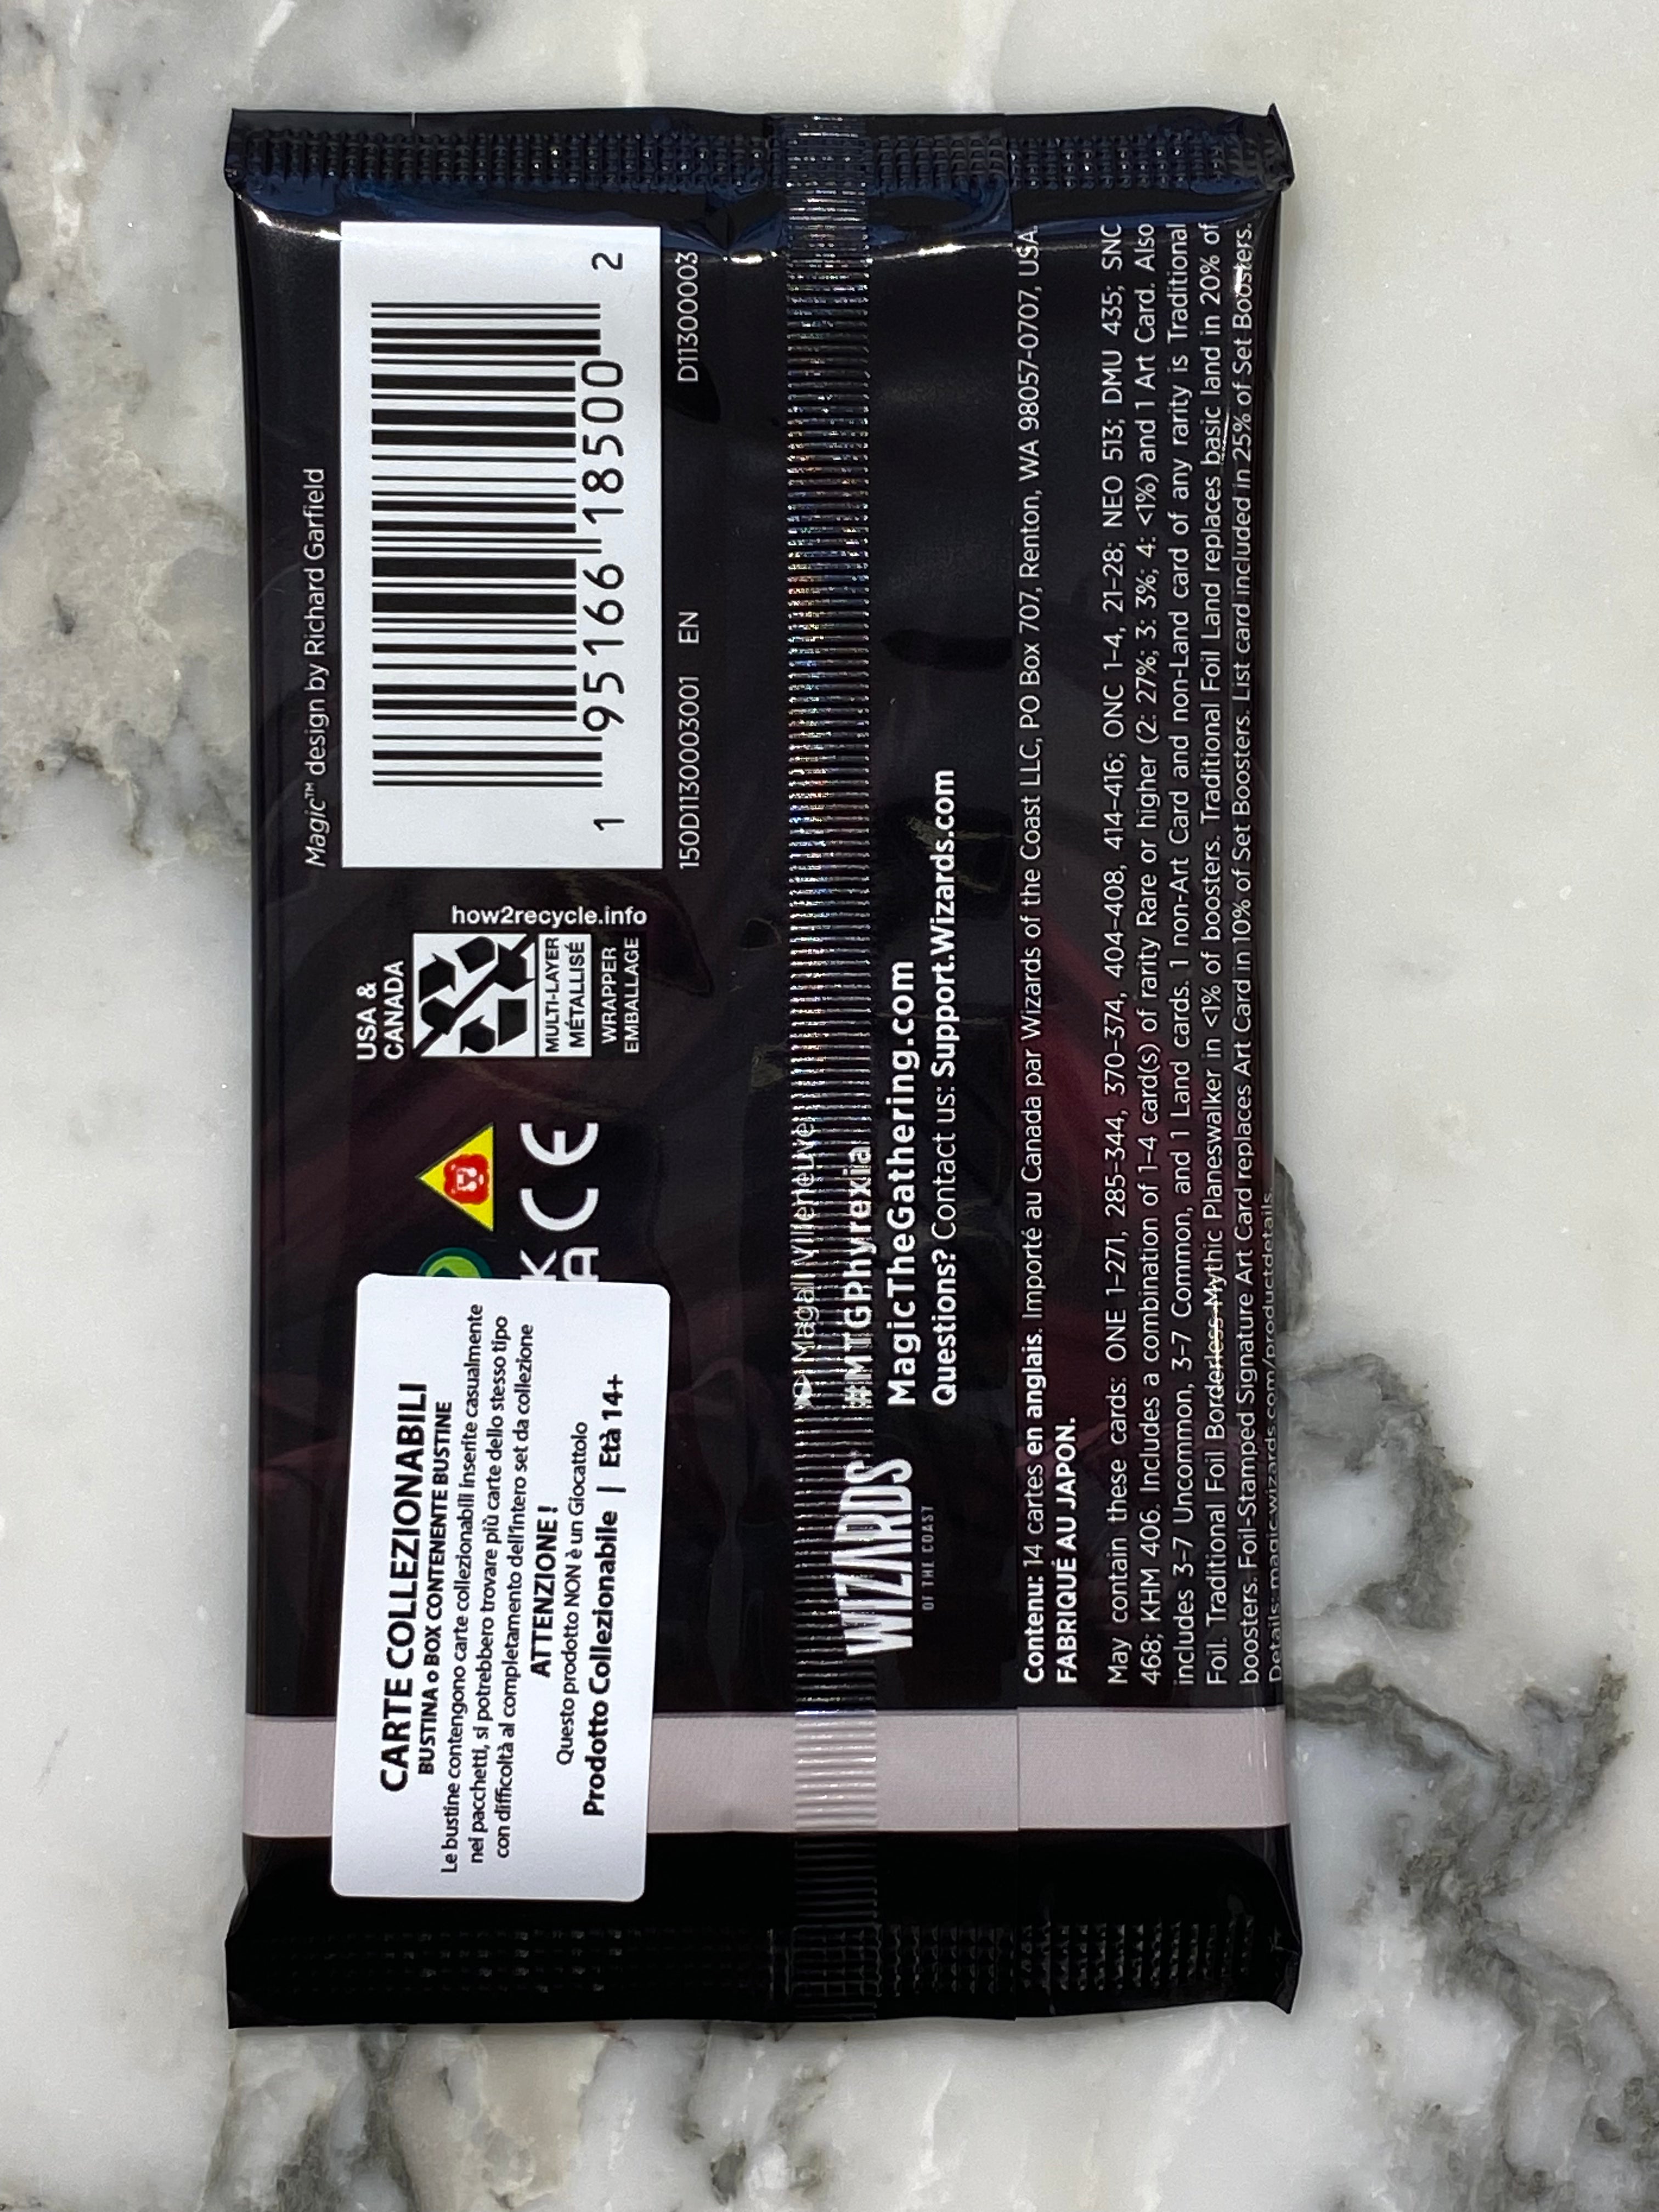 CARTE COLLEZIONABILI
BUSTINA o BOX CONTENENTE BUSTINE
Le bustine contengono carte collezionabili inserite casualmente
nei pacchetti, si potrebbero trovare più carte dello stesso tipo
con difficoltà al completamento dell'intero set da collezione
ATTENZIONE!
Questo prodotto NON è un Giocattolo
Prodotto Collezionabile | Età 14+
UK
CA
CE
USA &
CANADA
how2recycle.info
MULTI-LAYER
MÉTALLISÉ
WRAPPER
EMBALLAGE
Magic™ design by Richard Garfield
1 95166 18500 2
150D1130003001 EN D11300003
WIZARDS
OF THE COAST
Magali Villeneuve
#MTGPhyrexia
MagicTheGathering.com
Questions? Contact us: Support.Wizards.com
Contenu: 14 cartes en anglais. Importé au Canada par Wizards of the Coast LLC, PO Box 707, Renton, WA 98057-0707, USA.
FABRIQUÉ AU JAPON.
May contain these cards: ONE 1-271, 285-344, 370-374, 404-408, 414-416; ONC 1-4, 21-28; NEO 513; DMU 435; SNC
468; KHM 406. Includes a combination of 1-4 card(s) of rarity Rare or higher (2: 27%; 3: 3%; 4: <1%) and 1 Art Card. Also
includes 3-7 Uncommon, 3-7 Common, and 1 Land cards. 1 non-Art Card and non-Land card of any rarity is Traditional
Foil. Traditional Foil Borderless Mythic Planeswalker in <1% of boosters. Traditional Foil Land replaces basic land in 20% of
boosters. Foil-Stamped Signature Art Card replaces Art Card in 10% of Set Boosters. List card included in 25% of Set Boosters.
Details: magic.wizards.com/productdetails.